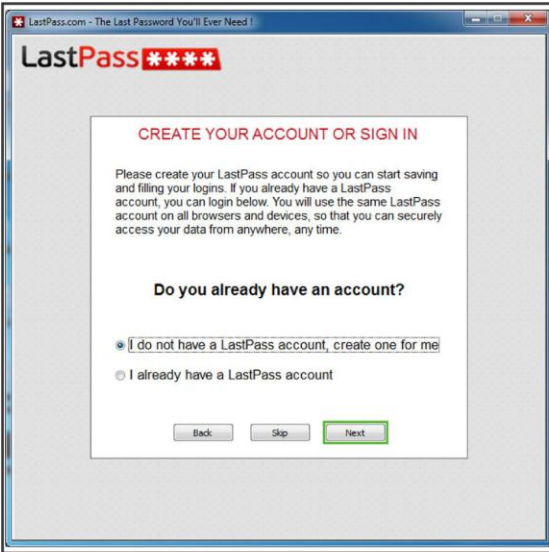 LastPass.com - The Last Password You'll Ever Need !
LastPass ****
CREATE YOUR ACCOUNT OR SIGN IN
Please create your LastPass account so you can start saving
and filling your logins. If you already have a LastPass
account, you can login below. You will use the same LastPass
account on all browsers and devices, so that you can securely
access your data from anywhere, any time.
Do you already have an account?
I do not have a LastPass account, create one for me
I already have a LastPass account
Back Skip Next